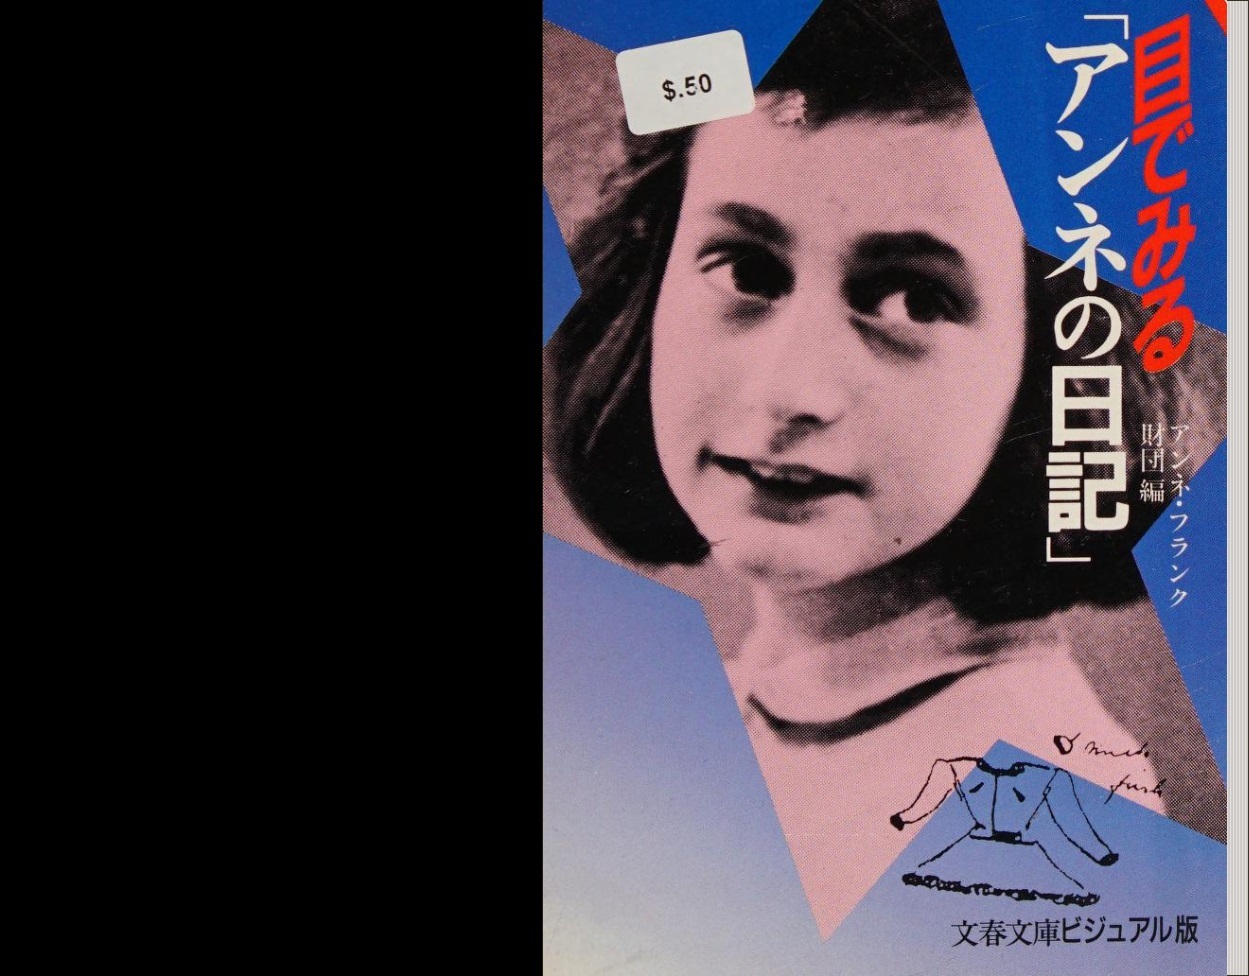 目でみる
「アンネの日記」
アンネ・フランク
財団編
$.50
文春文庫ビジュアル版